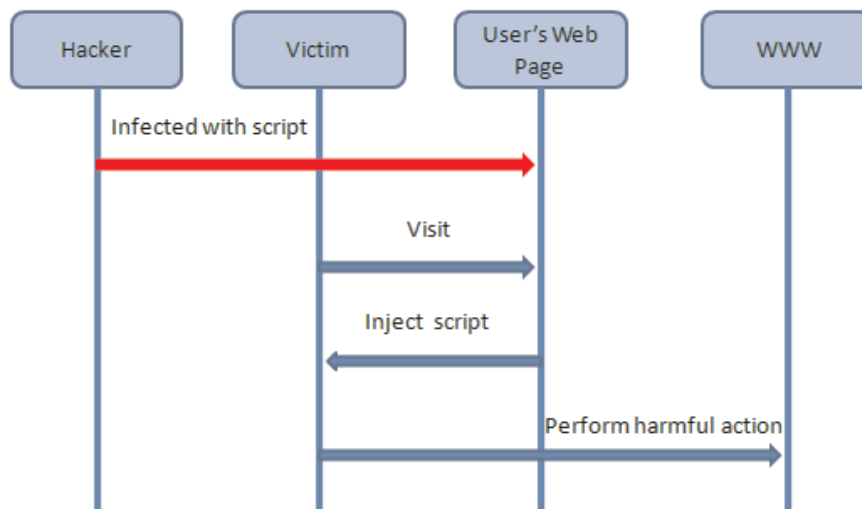 Hacker
Victim
User's Web
Page
WWW
Infected with script
Visit
Inject script
Perform harmful action